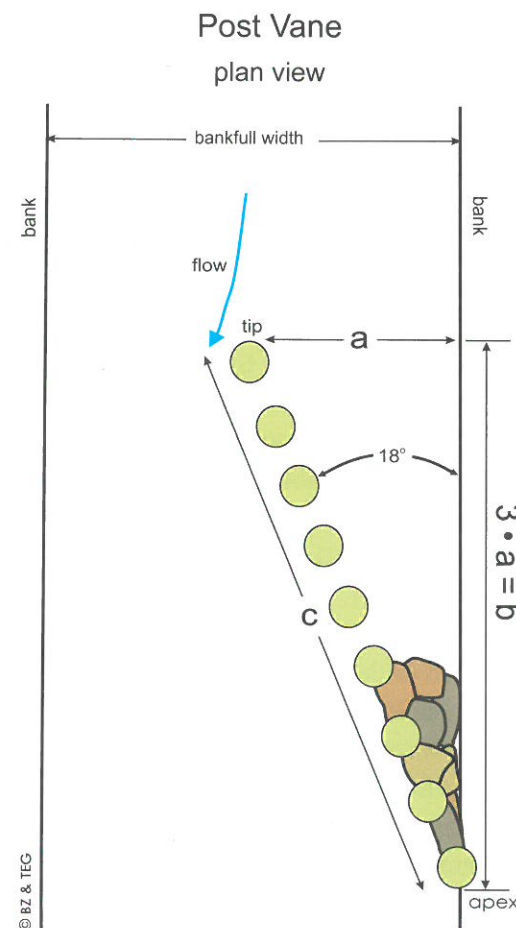 Post Vane
plan view
bankfull width
bank
bank
flow
tip
a
18°
3 • a = b
c
apex
© BZ & TEG